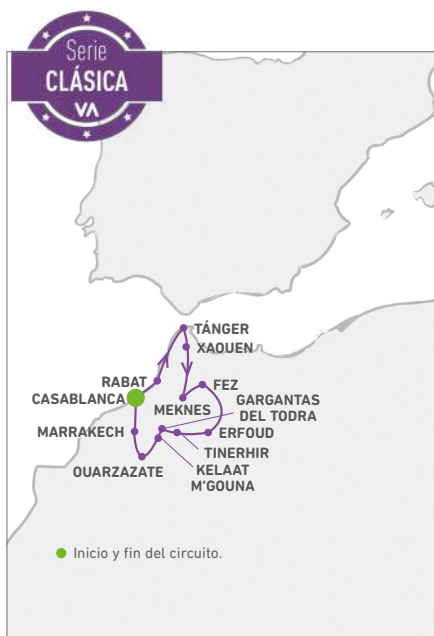 Serie
CLÁSICA
VA
TÁNGER
XAOUEN
RABAT
FEZ
CASABLANCA
MEKNES
GARGANTAS
DEL TODRA
MARRAKECH
ERFOUD
TINERHIR
OUARZAZATE
KELAAT
M'GOUNA
Inicio y fin del circuito.